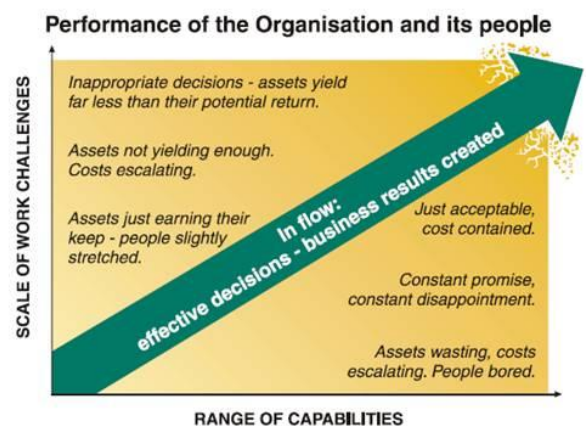 Performance of the Organisation and its people
SCALE OF WORK CHALLENGES
Inappropriate decisions - assets yield
far less than their potential return.
Assets not yielding enough.
Costs escalating.
Assets just earning their
keep - people slightly
stretched.
In flow:
effective decisions - business results created
Just acceptable,
cost contained.
Constant promise,
constant disappointment.
Assets wasting, costs
escalating. People bored.
RANGE OF CAPABILITIES